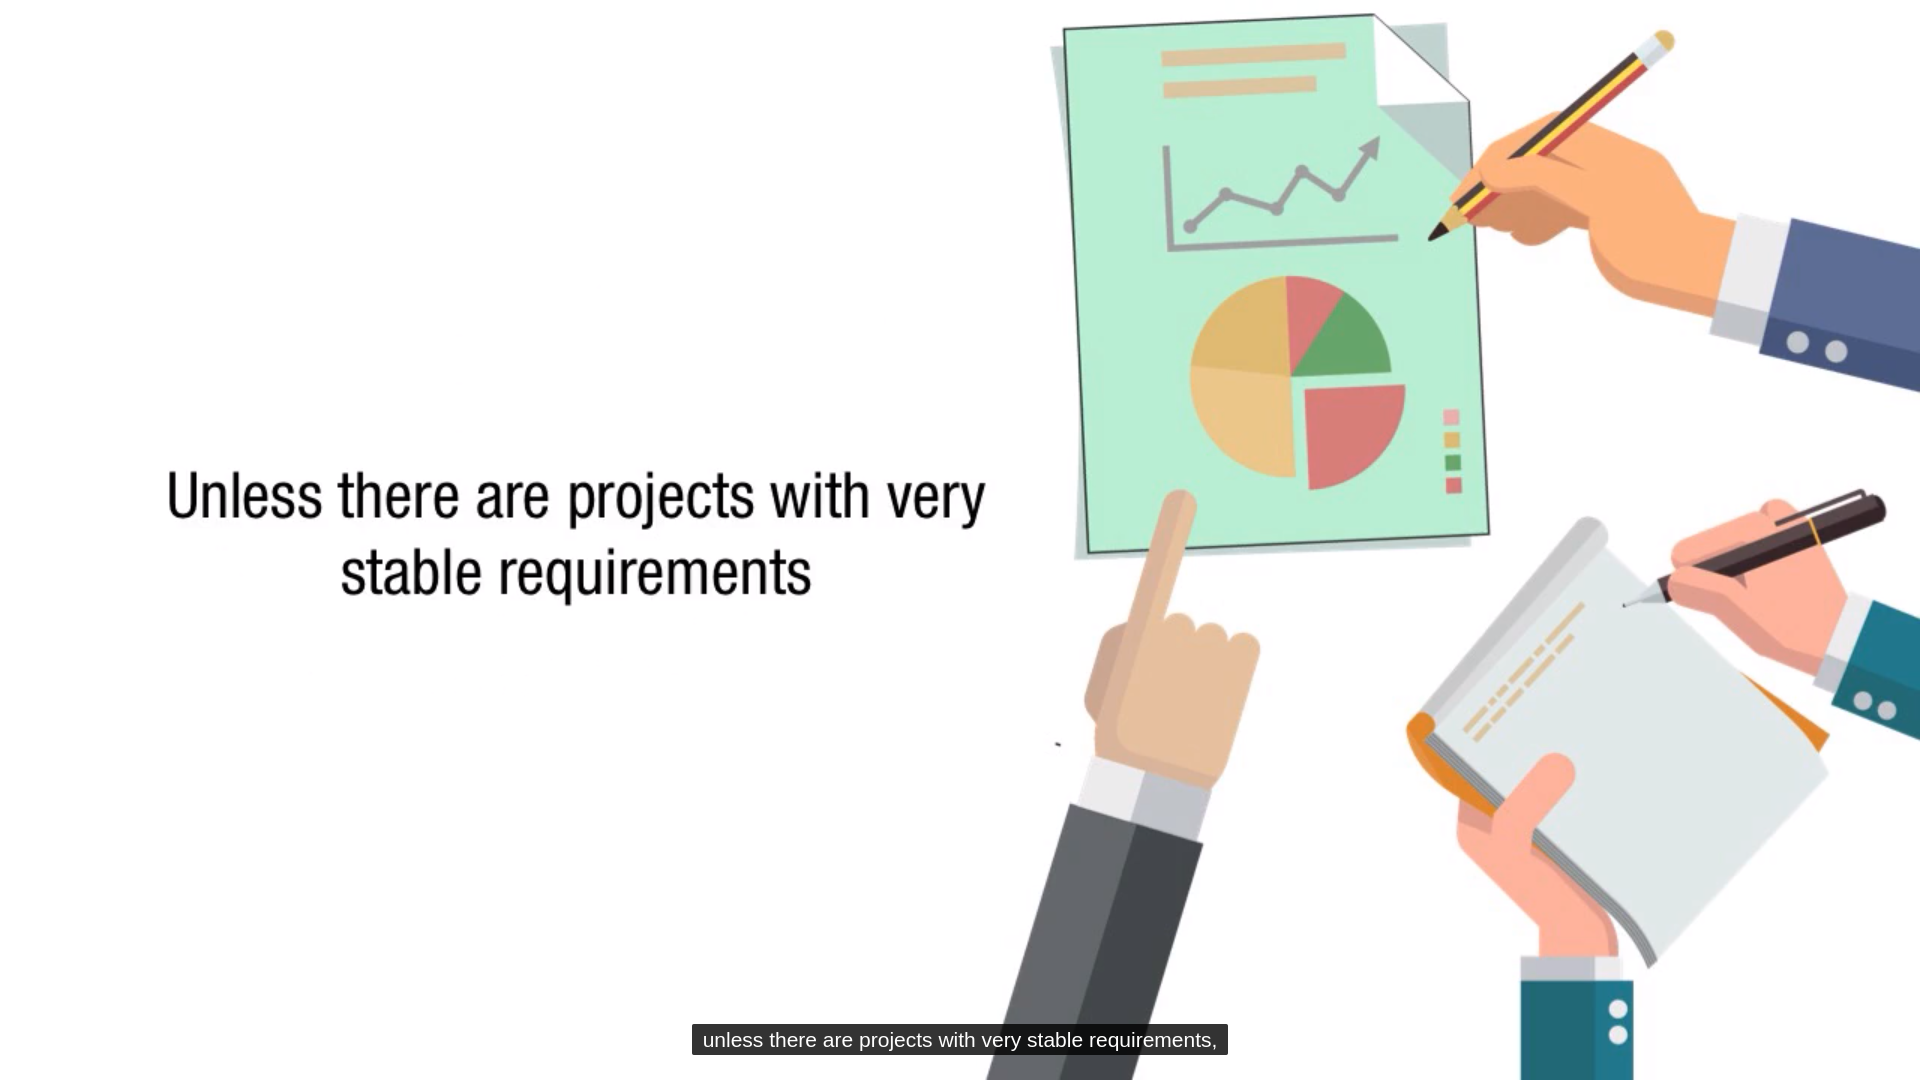 Unless there are projects with very
stable requirements
unless there are projects with very stable requirements,